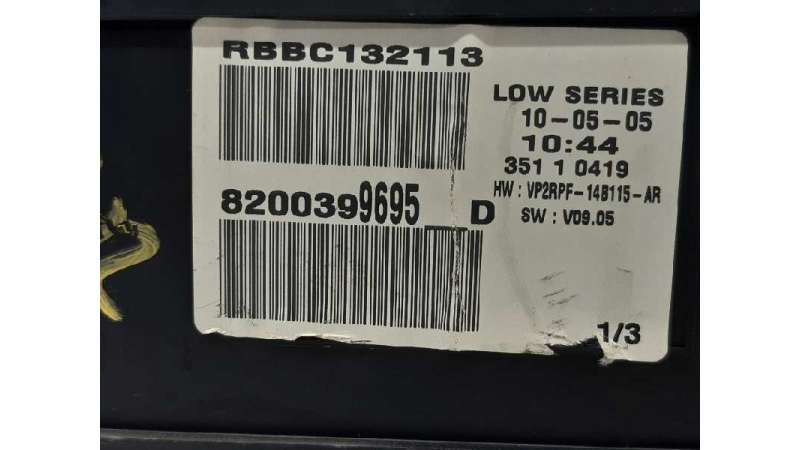 RBBC132113
LOW SERIES
10-05-05
10:44
351 1 0419
HW : VP2RPF-14B115-AR
SW : V09.05
8200399695__D
1/3